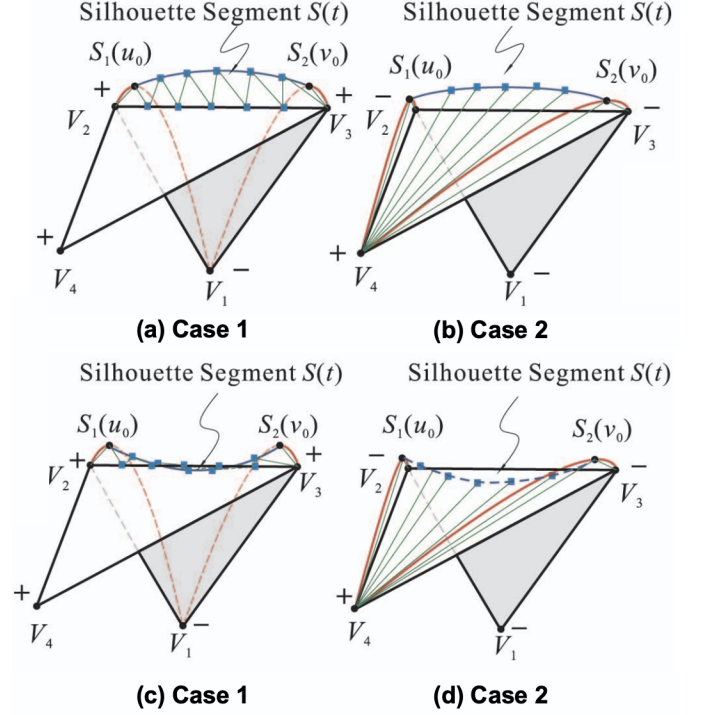 Silhouette Segment S(t)
Silhouette Segment S(t)
S₁(u₀)
S₂(v₀)
S₁(u₀)
S₂(v₀)
+
+
−
−
V₂
V₃
V₂
V₃
+
+
V₄
V₁
−
V₄
V₁
−
(a) Case 1
(b) Case 2
Silhouette Segment S(t)
Silhouette Segment S(t)
S₁(u₀)
S₂(v₀)
S₁(u₀)
S₂(v₀)
+
+
−
−
V₂
V₃
V₂
V₃
+
+
V₄
V₁
−
V₄
V₁
−
(c) Case 1
(d) Case 2